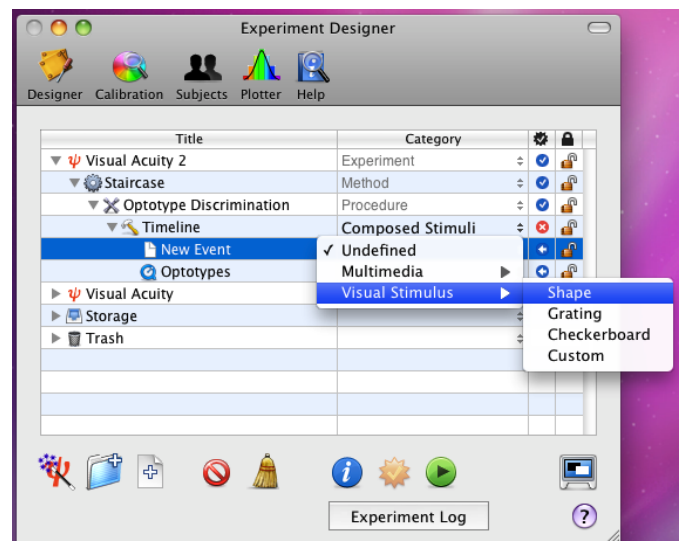 Experiment Designer
Designer Calibration Subjects Plotter Help
Title Category
ψ Visual Acuity 2 Experiment
Staircase Method
Optotype Discrimination Procedure
Timeline Composed Stimuli
New Event ✓ Undefined
Optotypes Multimedia
ψ Visual Acuity Visual Stimulus Shape
Storage Grating
Trash Checkerboard
Custom
Experiment Log ?